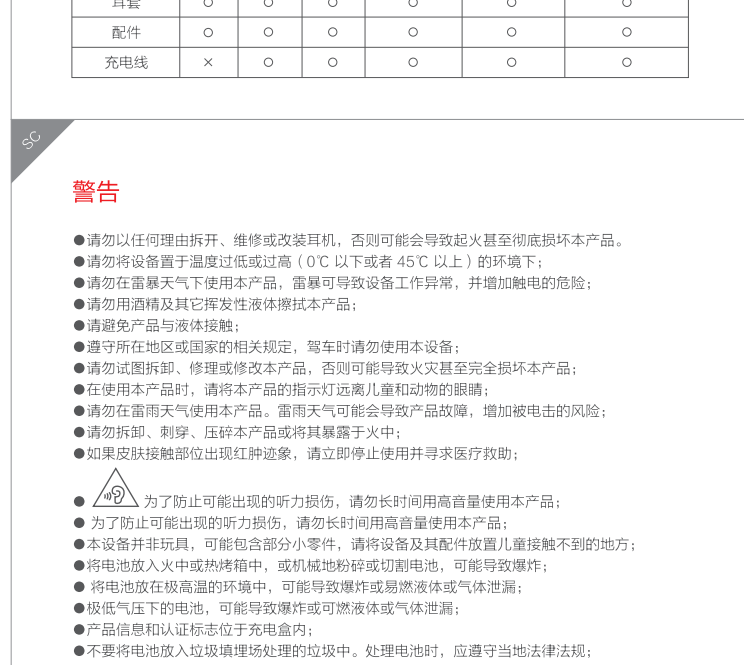 耳套 ○ ○ ○ ○ ○ ○
配件 ○ ○ ○ ○ ○ ○
充电线 × ○ ○ ○ ○ ○
SC
警告
●请勿以任何理由拆开、维修或改装耳机，否则可能会导致起火甚至彻底损坏本产品。
●请勿将设备置于温度过低或过高（0℃ 以下或者 45℃ 以上）的环境下；
●请勿在雷暴天气下使用本产品，雷暴可导致设备工作异常，并增加触电的危险；
●请勿用酒精及其它挥发性液体擦拭本产品；
●请避免产品与液体接触；
●遵守所在地区或国家的相关规定，驾车时请勿使用本设备；
●请勿试图拆卸、修理或修改本产品，否则可能导致火灾甚至完全损坏本产品；
●在使用本产品时，请将本产品的指示灯远离儿童和动物的眼睛；
●请勿在雷雨天气使用本产品。雷雨天气可能会导致产品故障，增加被电击的风险；
●请勿拆卸、刺穿、压碎本产品或将其暴露于火中；
●如果皮肤接触部位出现红肿迹象，请立即停止使用并寻求医疗救助；
● 为了防止可能出现的听力损伤，请勿长时间用高音量使用本产品；
● 为了防止可能出现的听力损伤，请勿长时间用高音量使用本产品；
●本设备并非玩具，可能包含部分小零件，请将设备及其配件放置儿童接触不到的地方；
●将电池放入火中或热烤箱中，或机械地粉碎或切割电池，可能导致爆炸；
● 将电池放在极高温的环境中，可能导致爆炸或易燃液体或气体泄漏；
●极低气压下的电池，可能导致爆炸或可燃液体或气体泄漏；
●产品信息和认证标志位于充电盒内；
●不要将电池放入垃圾填埋场处理的垃圾中。处理电池时，应遵守当地法律法规；